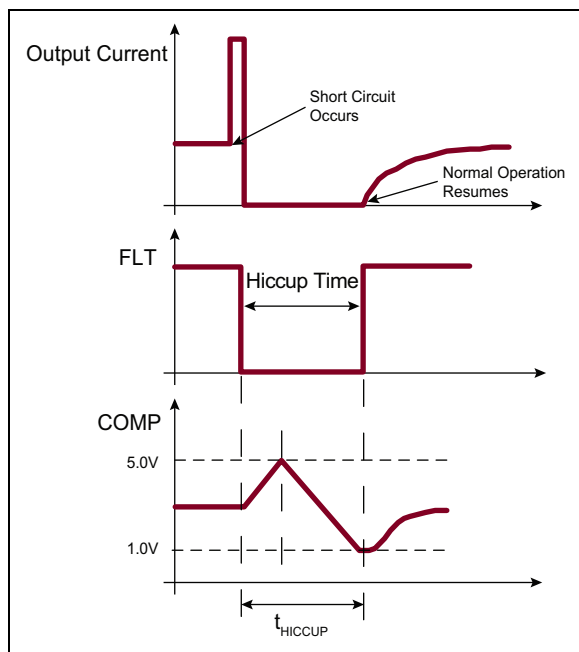 Output Current
Short Circuit
Occurs
Normal Operation
Resumes
FLT
Hiccup Time
COMP
5.0V
1.0V
tHICCUP